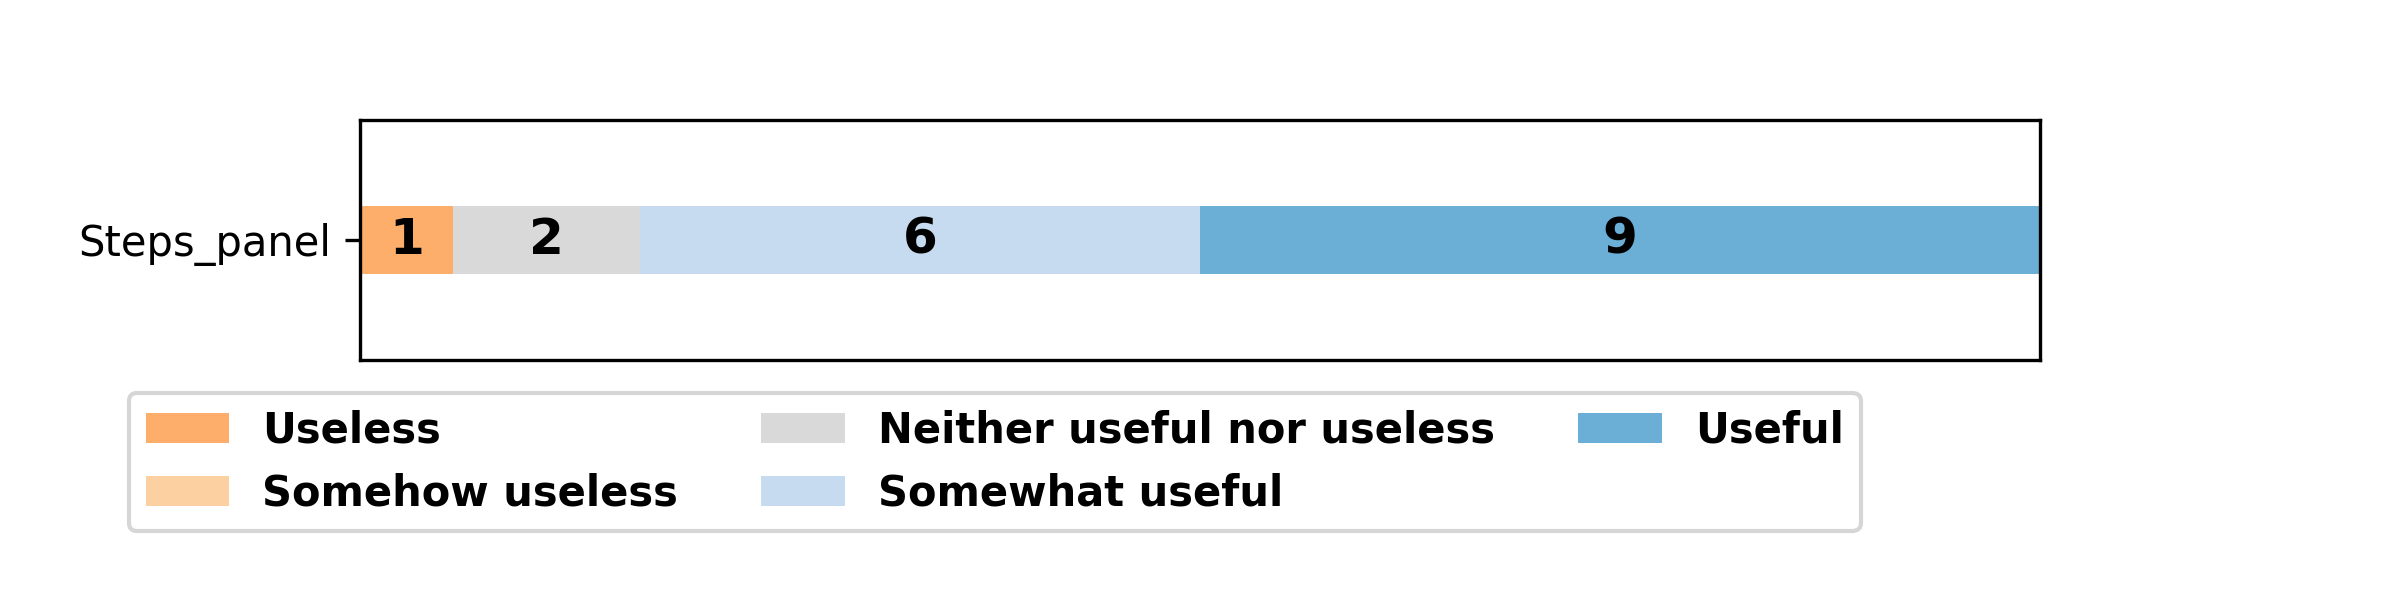 Steps_panel 1 2 6 9
Useless Neither useful nor useless Useful
Somehow useless Somewhat useful